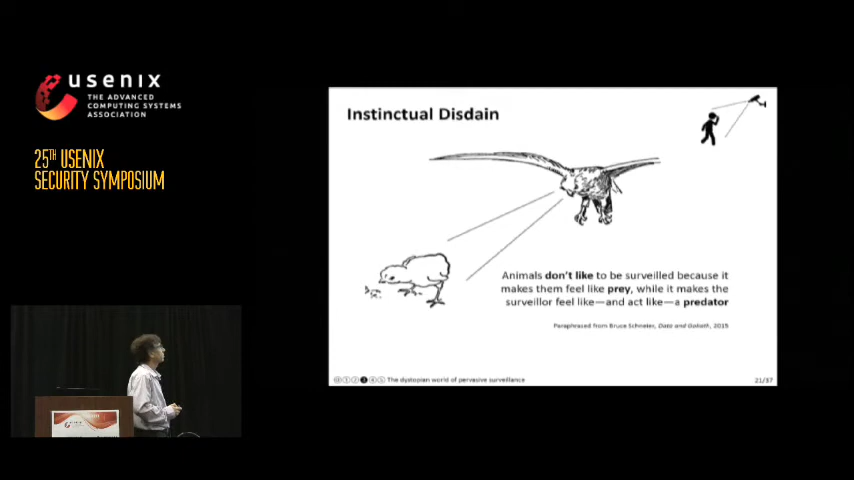 usenix
THE ADVANCED
COMPUTING SYSTEMS
ASSOCIATION
25TH USENIX
SECURITY SYMPOSIUM
Instinctual Disdain
Animals don't like to be surveilled because it
makes them feel like prey, while it makes the
surveillor feel like—and act like—a predator
Paraphrased from Bruce Schneier, Data and Goliath, 2015
The dystopian world of pervasive surveillance
21/37